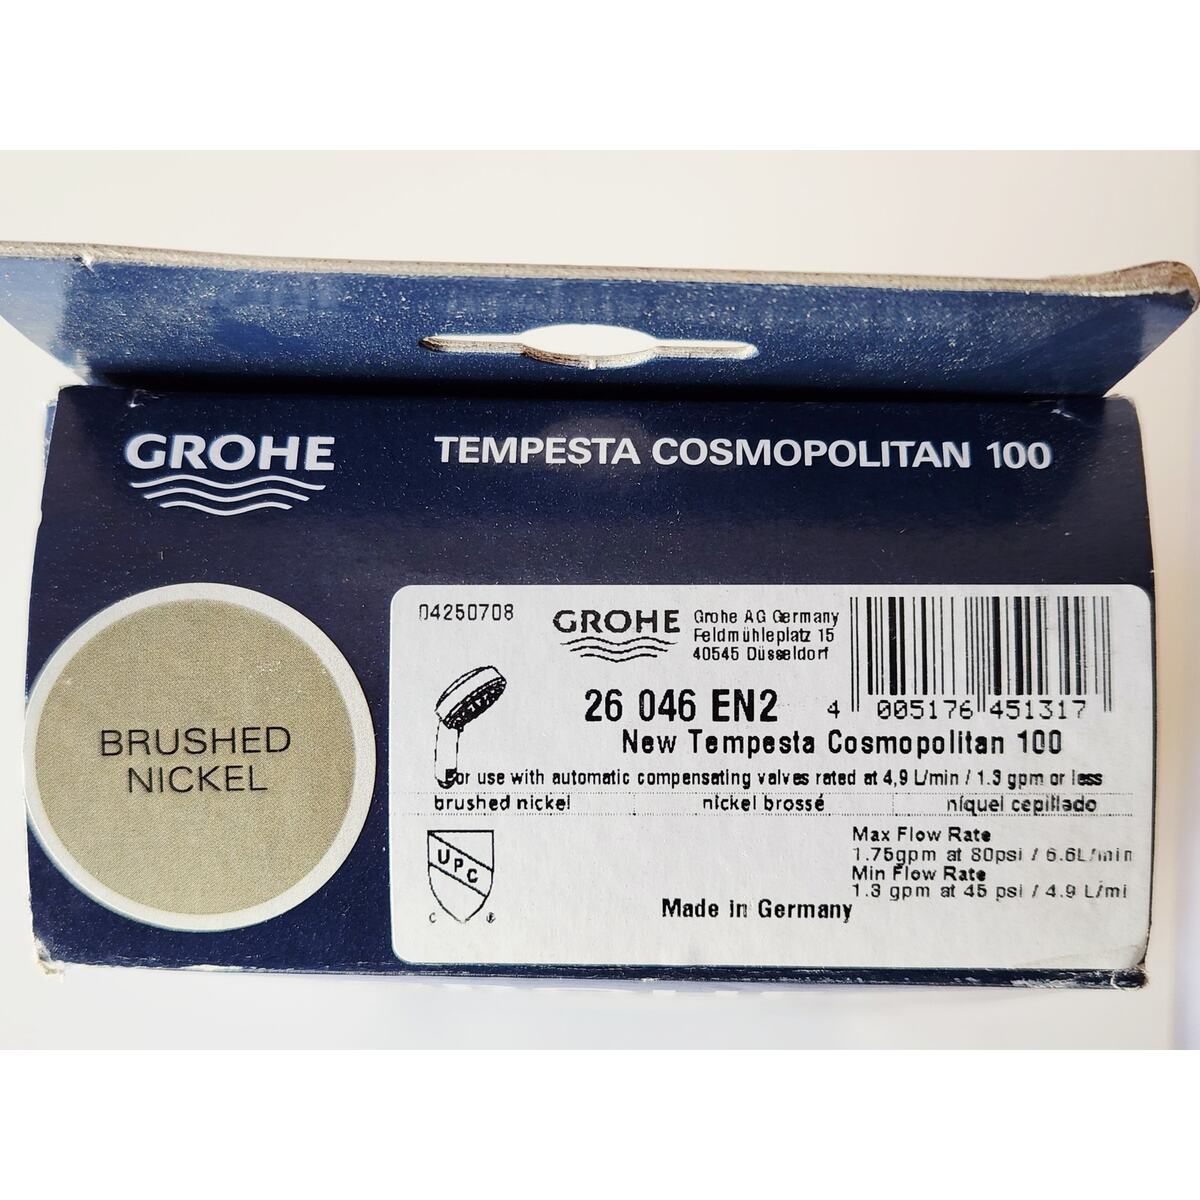 GROHE
TEMPESTA COSMOPOLITAN 100
BRUSHED
NICKEL
04250708
GROHE
Grohe AG Germany
Feldmühleplatz 15
40545 Düsseldorf
26 046 EN2
4 005176 451317
New Tempesta Cosmopolitan 100
For use with automatic compensating valves rated at 4,9 L/min / 1.3 gpm or less
brushed nickel nickel brossé níquel cepillado
UPC
C ®
Max Flow Rate
1.75gpm at 80psi / 6.6L/min
Min Flow Rate
1.3 gpm at 45 psi / 4.9 L/mi
Made in Germany